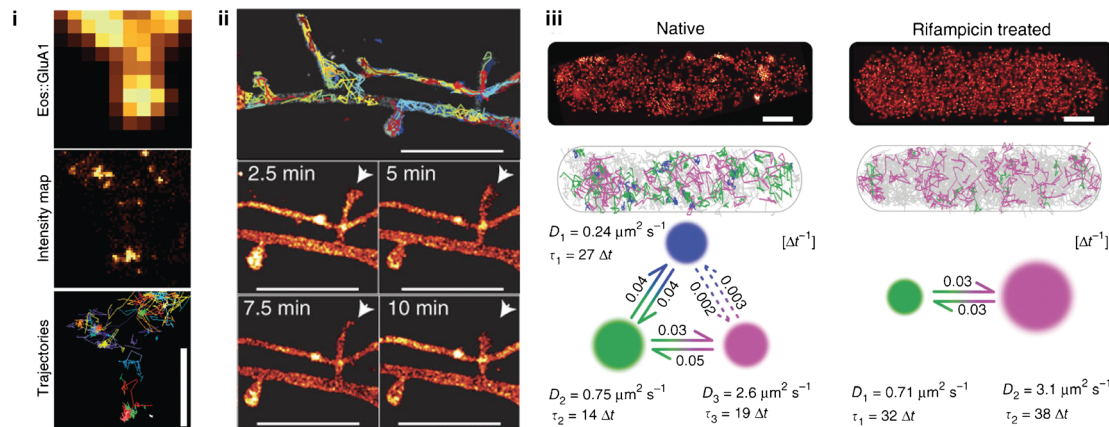 i
Eos::GluA1
Intensity map
Trajectories
ii
2.5 min
5 min
7.5 min
10 min
iii
Native
Rifampicin treated
D₁ = 0.24 μm² s⁻¹
τ₁ = 27 Δt
[Δt⁻¹]
0.04
0.04
0.002
0.003
0.03
0.05
D₂ = 0.75 μm² s⁻¹
τ₂ = 14 Δt
D₃ = 2.6 μm² s⁻¹
τ₃ = 19 Δt
[Δt⁻¹]
0.03
0.03
D₁ = 0.71 μm² s⁻¹
τ₁ = 32 Δt
D₂ = 3.1 μm² s⁻¹
τ₂ = 38 Δt